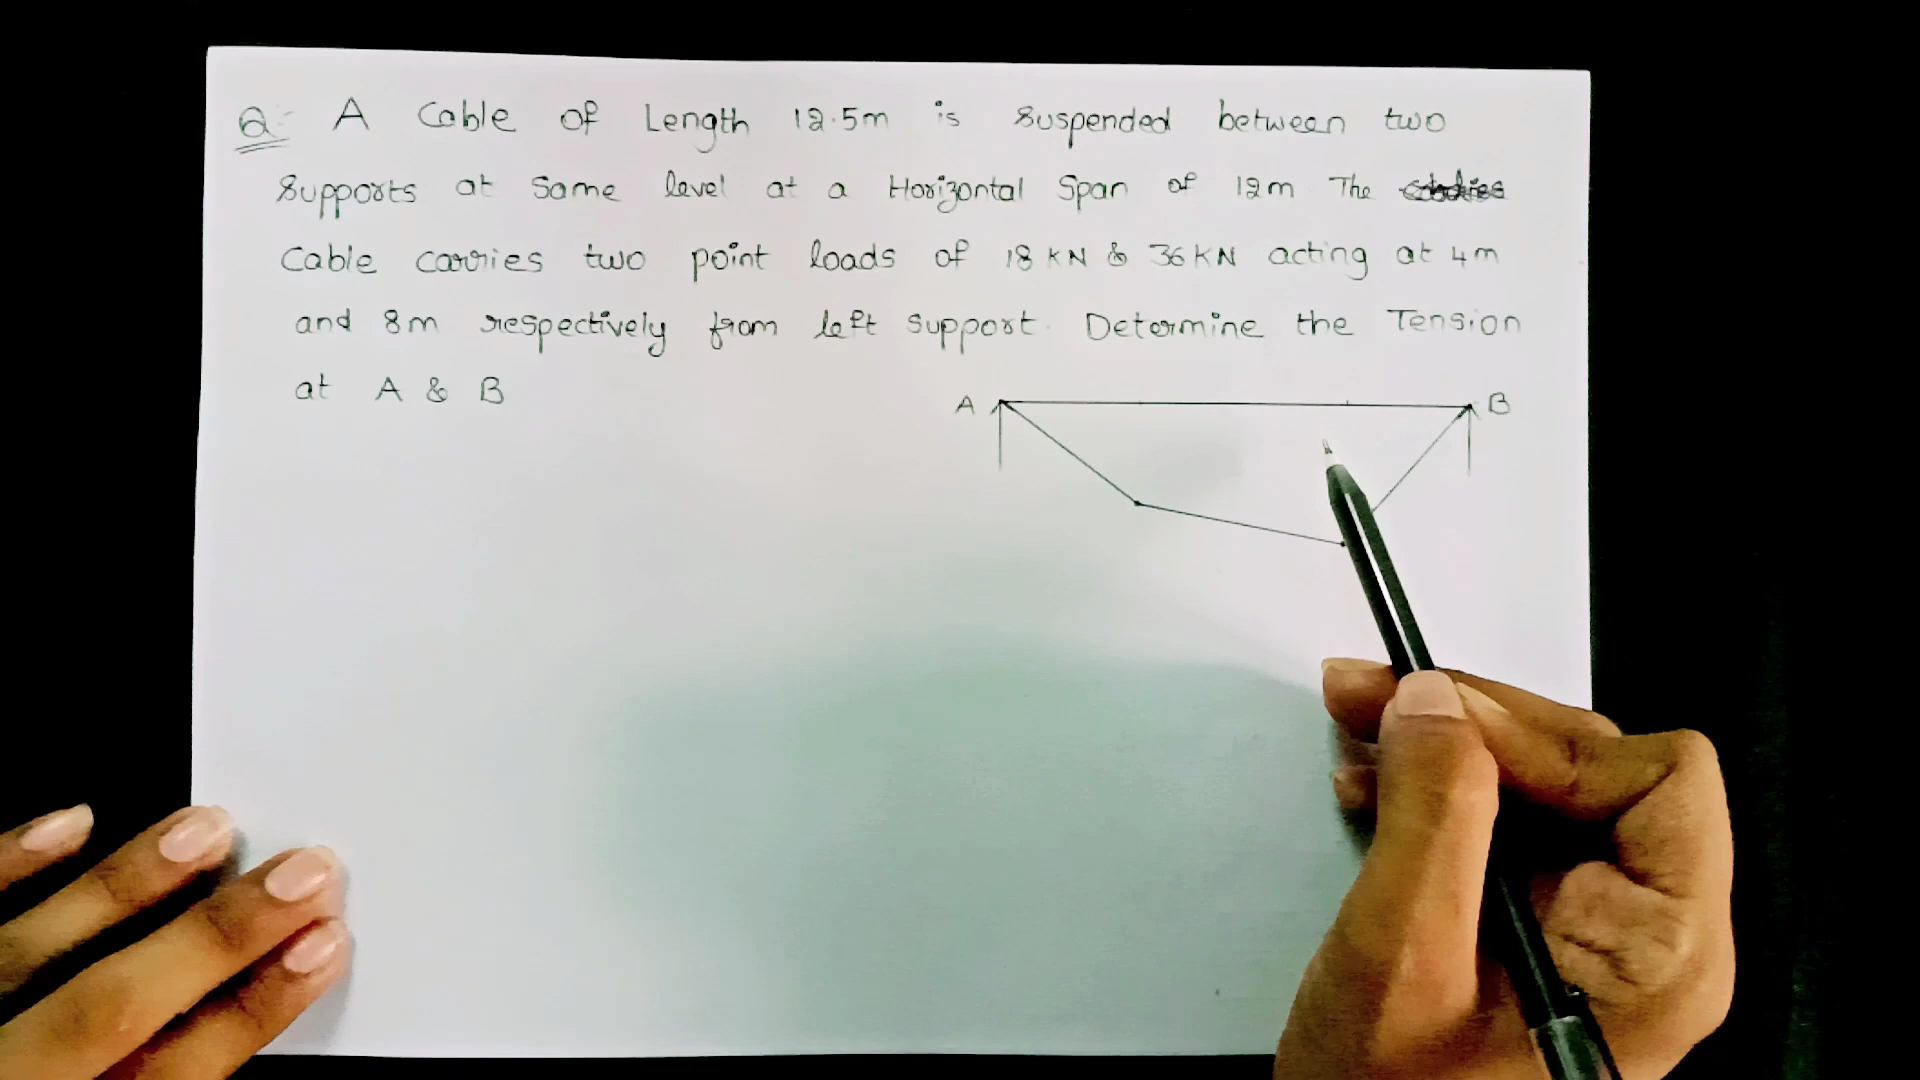 Q:- A Cable of Length 12.5m is Suspended between two
Supports at Same level at a Horizontal Span of 12m The
Cable carries two point loads of 18 KN & 36 KN acting at 4m
and 8m respectively from left support. Determine the Tension
at A & B
A B